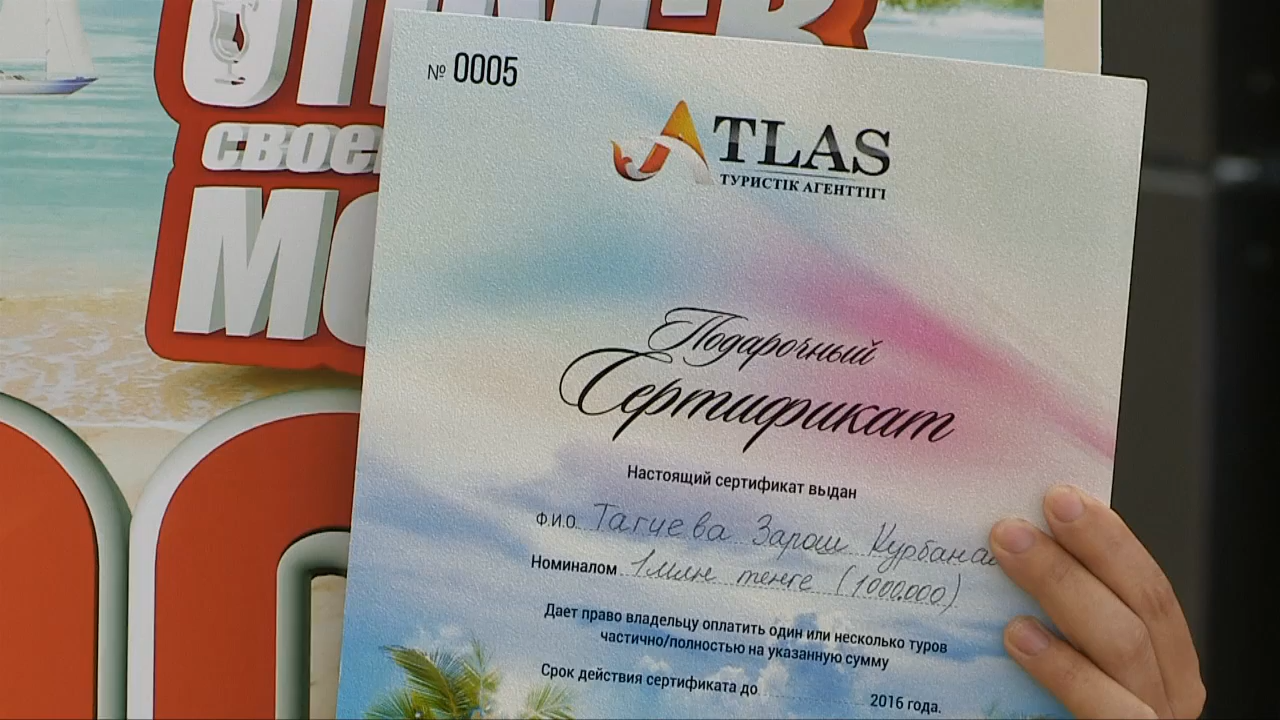 своей
№ 0005
ATLAS
ТУРИСТІК АГЕНТТІГІ
Подарочный
Сертификат
Настоящий сертификат выдан
Ф.И.О. Тагиева Зарош Курбана
Номиналом 1 млн тенге (1000.000)
Дает право владельцу оплатить один или несколько туров
частично/полностью на указанную сумму
Срок действия сертификата до 2016 года.